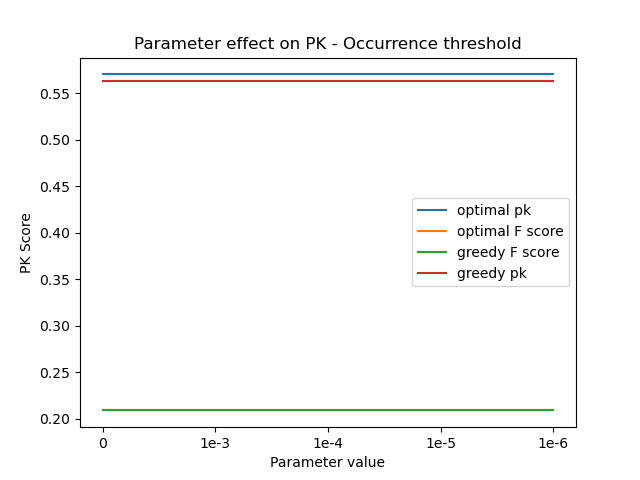 Parameter effect on PK - Occurrence threshold
PK Score
0.55
0.50
0.45
0.40
0.35
0.30
0.25
0.20
optimal pk
optimal F score
greedy F score
greedy pk
0 1e-3 1e-4 1e-5 1e-6
Parameter value